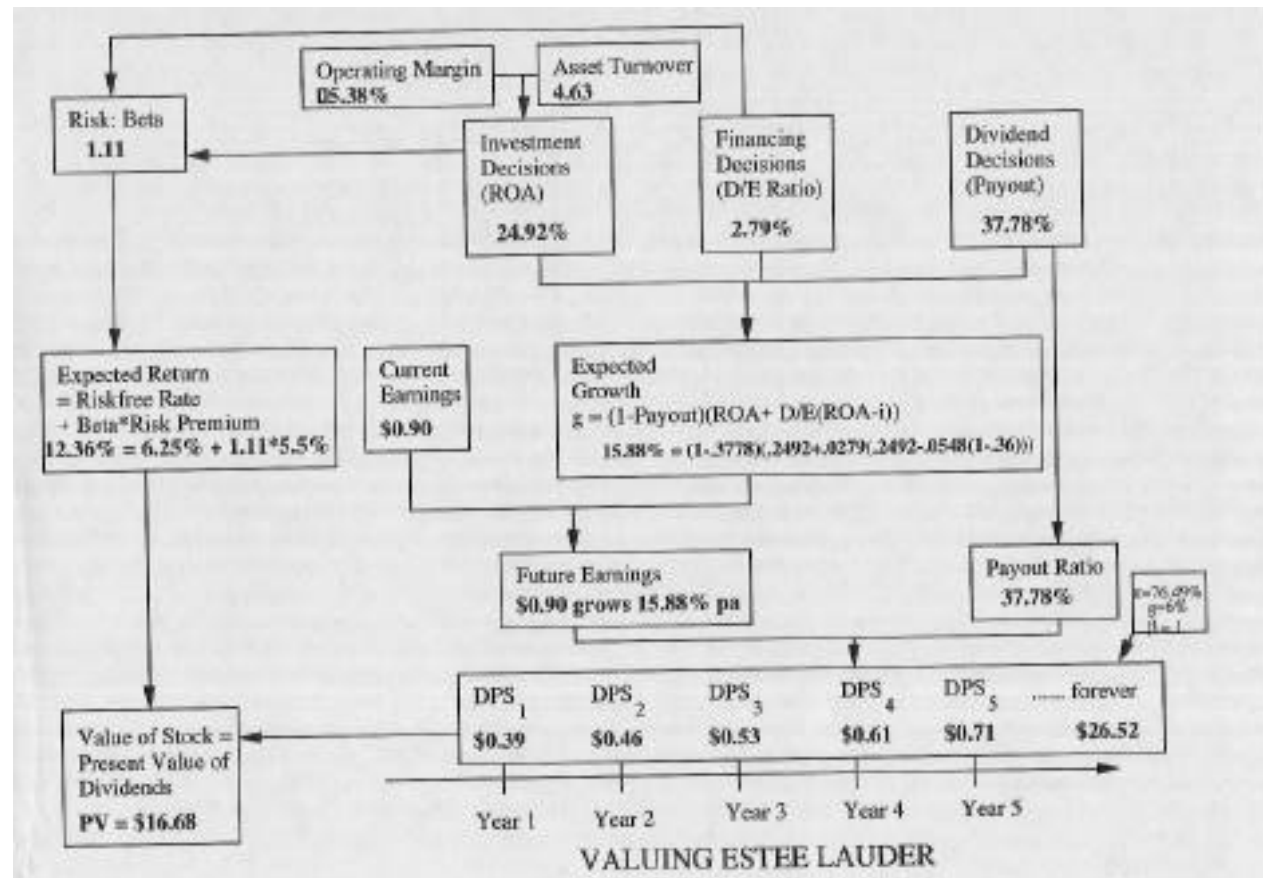 Operating Margin
05.38%
Asset Turnover
4.63
Risk: Beta
1.11
Investment
Decisions
(ROA)
24.92%
Financing
Decisions
(D/E Ratio)
2.79%
Dividend
Decisions
(Payout)
37.78%
Expected Return
= Riskfree Rate
+ Beta*Risk Premium
12.36% = 6.25% + 1.11*5.5%
Current
Earnings
$0.90
Expected
Growth
g = (1-Payout)(ROA+ D/E(ROA-i))
15.88% = (1-.3778)(.2492+.0279(.2492-.0548(1-.36)))
Future Earnings
$0.90 grows 15.88% pa
Payout Ratio
37.78%
g=6%
DPS1 DPS2 DPS3 DPS4 DPS5 ...... forever
$0.39 $0.46 $0.53 $0.61 $0.71 $26.52
Value of Stock =
Present Value of
Dividends
PV = $16.68
Year 1 Year 2 Year 3 Year 4 Year 5
VALUING ESTEE LAUDER